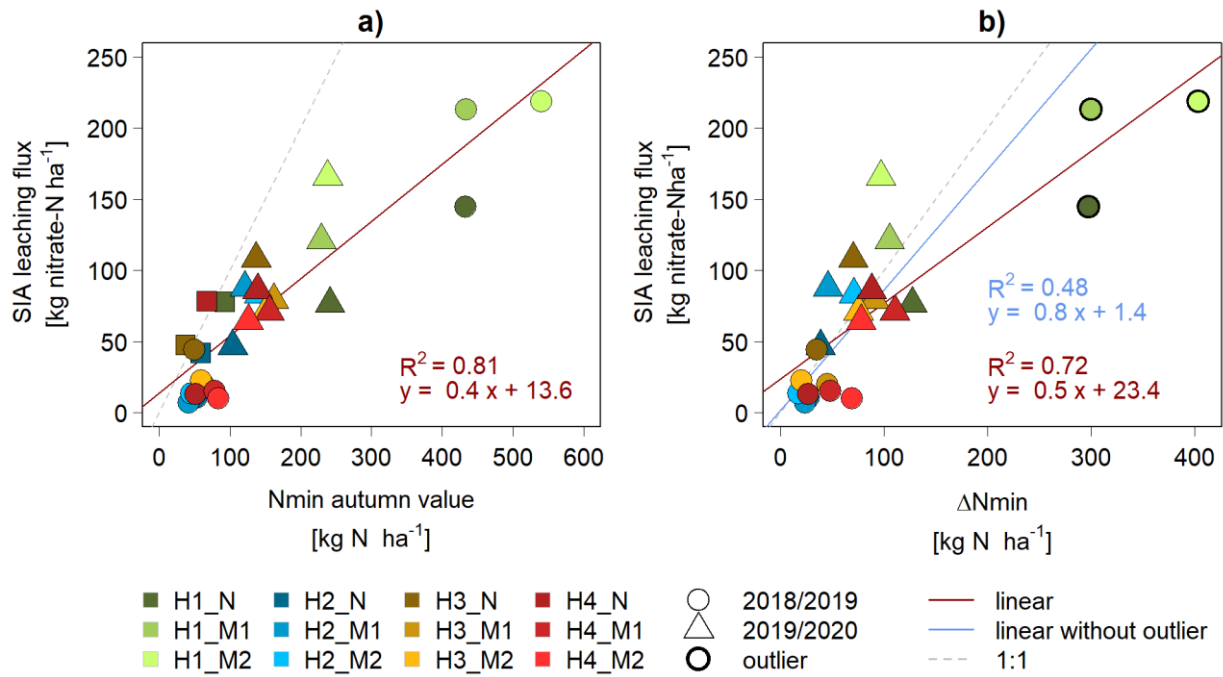 a)
SIA leaching flux
[kg nitrate-N ha⁻¹]
250
200
150
100
50
0
R² = 0.81
y = 0.4 x + 13.6
0 100 200 300 400 500 600
Nmin autumn value
[kg N ha⁻¹]
b)
SIA leaching flux
[kg nitrate-Nha⁻¹]
250
200
150
100
50
0
R² = 0.48
y = 0.8 x + 1.4
R² = 0.72
y = 0.5 x + 23.4
0 100 200 300 400
ΔNmin
[kg N ha⁻¹]
H1_N H2_N H3_N H4_N 2018/2019 linear
H1_M1 H2_M1 H3_M1 H4_M1 2019/2020 linear without outlier
H1_M2 H2_M2 H3_M2 H4_M2 outlier 1:1